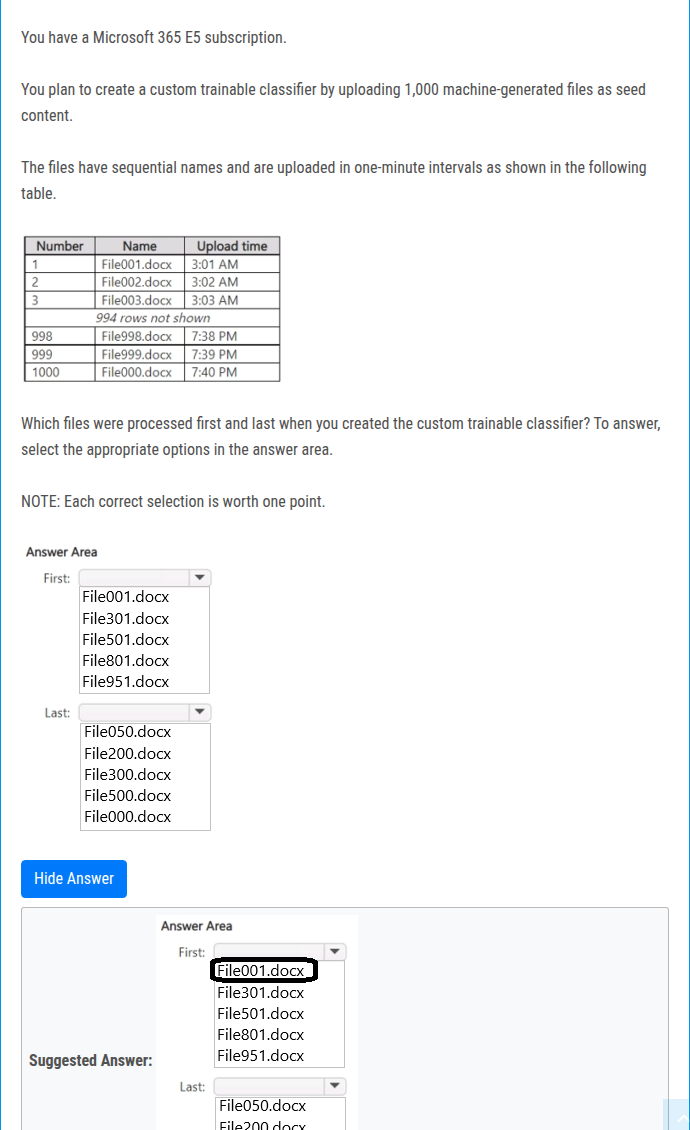 You have a Microsoft 365 E5 subscription.
You plan to create a custom trainable classifier by uploading 1,000 machine-generated files as seed
content.
The files have sequential names and are uploaded in one-minute intervals as shown in the following
table.
Number Name Upload time
1 File001.docx 3:01 AM
2 File002.docx 3:02 AM
3 File003.docx 3:03 AM
994 rows not shown
998 File998.docx 7:38 PM
999 File999.docx 7:39 PM
1000 File000.docx 7:40 PM
Which files were processed first and last when you created the custom trainable classifier? To answer,
select the appropriate options in the answer area.
NOTE: Each correct selection is worth one point.
Answer Area
First:
File001.docx
File301.docx
File501.docx
File801.docx
File951.docx
Last:
File050.docx
File200.docx
File300.docx
File500.docx
File000.docx
Hide Answer
Answer Area
First:
File001.docx
File301.docx
File501.docx
File801.docx
File951.docx
Suggested Answer:
Last:
File050.docx
File200.docx